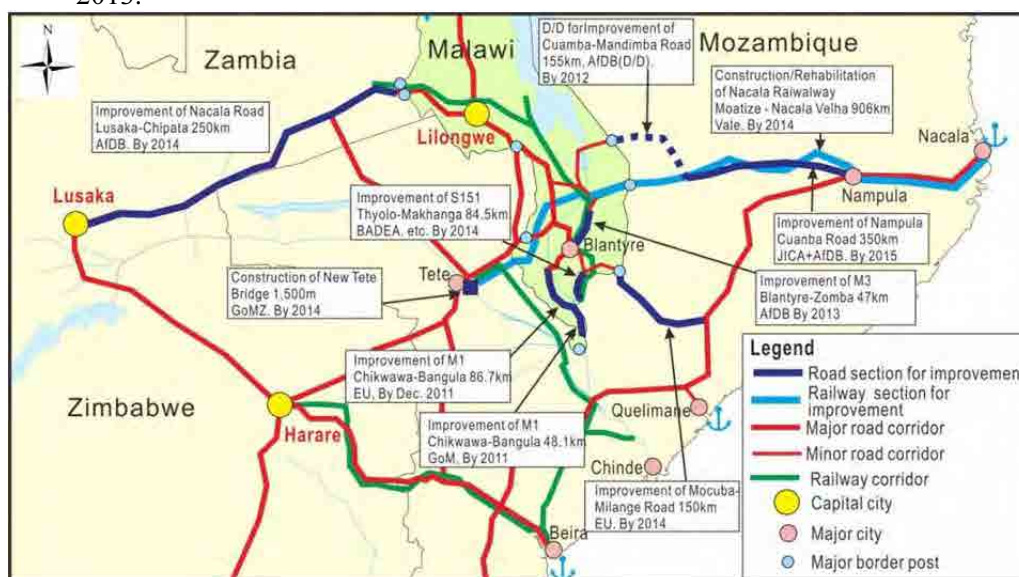 2013.
N
Zambia
Malawi
Mozambique
D/D forImprovement of
Cuamba-Mandimba Road
155km, AfDB(D/D).
By 2012
Construction/Rehabilitation
of Nacala Raiwalway
Moatize - Nacala Velha 906km
Vale. By 2014
Improvement of Nacala Road
Lusaka-Chipata 250km
AfDB. By 2014
Lilongwe
Nacala
Lusaka
Nampula
Improvement of S151
Thyolo-Makhanga 84.5km
BADEA. etc. By 2014
Blantyre
Improvement of Nampula
Cuanba Road 350km
JICA+AfDB. By 2015
Tete
Construction of New Tete
Bridge 1,500m
GoMZ. By 2014
Improvement of M3
Blantyre-Zomba 47km
AfDB By 2013
Improvement of M1
Chikwawa-Bangula 86.7km
EU, By Dec. 2011
Zimbabwe
Harare
Quelimane
Improvement of M1
Chikwawa-Bangula 48.1km
GoM, By 2011
Chinde
Improvement of Mocuba-
Milange Road 150km
EU. By 2014
Beira
Legend
Road section for improvement
Railway section for
improvement
Major road corridor
Minor road corridor
Railway corridor
Capital city
Major city
Major border post